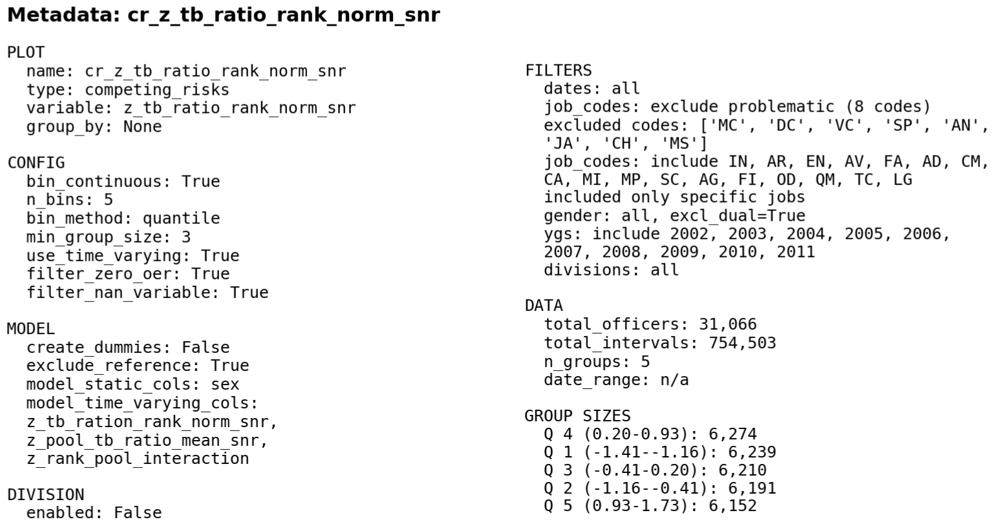 Metadata: cr_z_tb_ratio_rank_norm_snr
PLOT
name: cr_z_tb_ratio_rank_norm_snr
type: competing_risks
variable: z_tb_ratio_rank_norm_snr
group_by: None
CONFIG
bin_continuous: True
n_bins: 5
bin_method: quantile
min_group_size: 3
use_time_varying: True
filter_zero_oer: True
filter_nan_variable: True
MODEL
create_dummies: False
exclude_reference: True
model_static_cols: sex
model_time_varying_cols:
z_tb_ration_rank_norm_snr,
z_pool_tb_ratio_mean_snr,
z_rank_pool_interaction
DIVISION
enabled: False
FILTERS
dates: all
job_codes: exclude problematic (8 codes)
excluded codes: ['MC', 'DC', 'VC', 'SP', 'AN',
'JA', 'CH', 'MS']
job_codes: include IN, AR, EN, AV, FA, AD, CM,
CA, MI, MP, SC, AG, FI, OD, QM, TC, LG
included only specific jobs
gender: all, excl_dual=True
ygs: include 2002, 2003, 2004, 2005, 2006,
2007, 2008, 2009, 2010, 2011
divisions: all
DATA
total_officers: 31,066
total_intervals: 754,503
n_groups: 5
date_range: n/a
GROUP SIZES
Q 4 (0.20-0.93): 6,274
Q 1 (-1.41--1.16): 6,239
Q 3 (-0.41-0.20): 6,210
Q 2 (-1.16--0.41): 6,191
Q 5 (0.93-1.73): 6,152